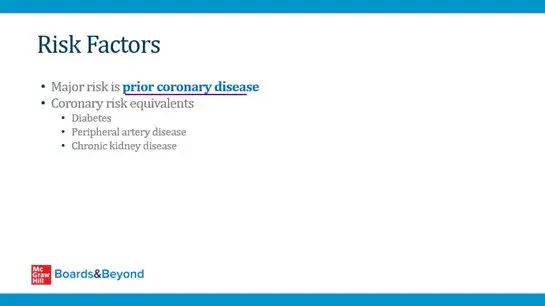 Risk Factors
• Major risk is prior coronary disease
• Coronary risk equivalents
• Diabetes
• Peripheral artery disease
• Chronic kidney disease
Mc
Graw
Hill
Boards&Beyond